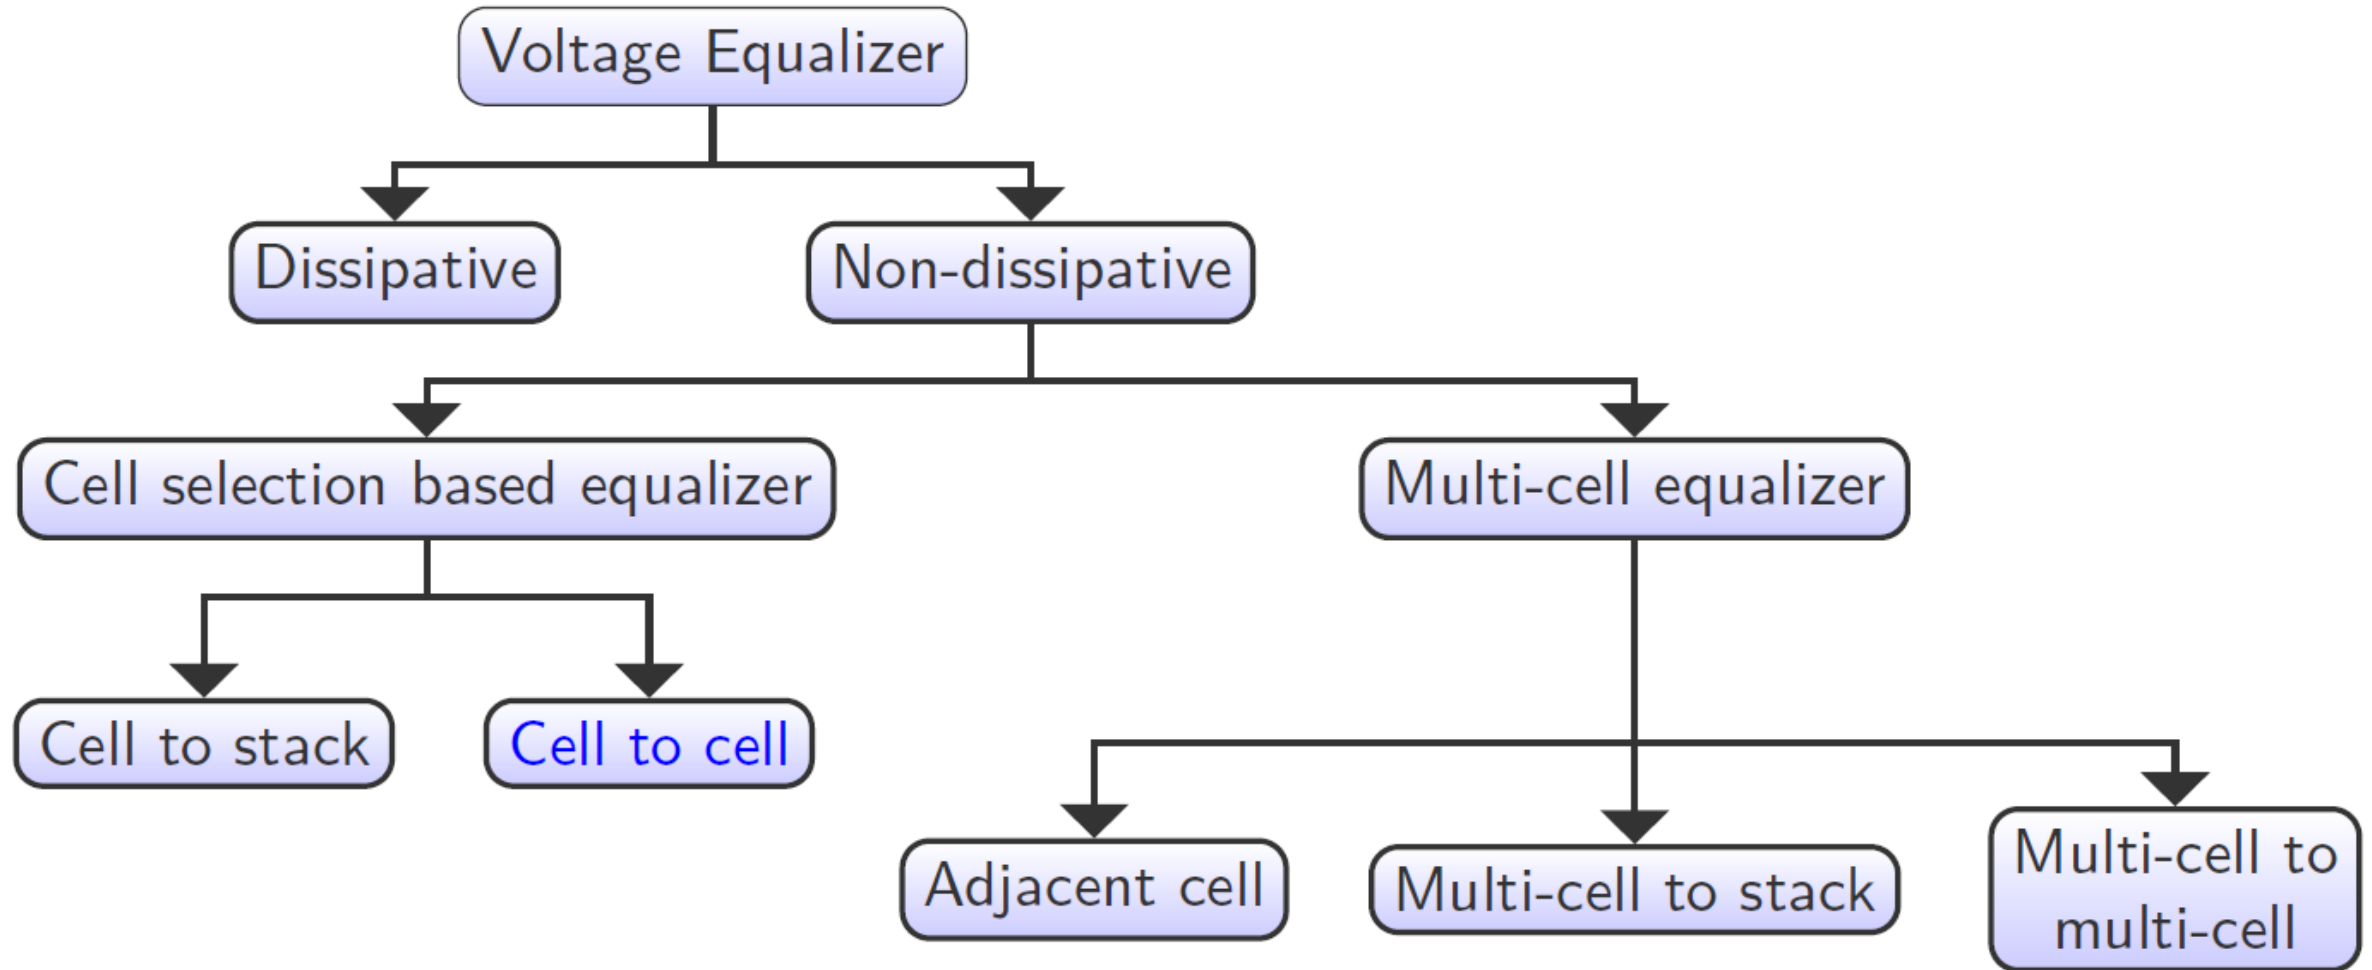 Voltage Equalizer
Dissipative
Non-dissipative
Cell selection based equalizer
Multi-cell equalizer
Cell to stack
Cell to cell
Adjacent cell
Multi-cell to stack
Multi-cell to
multi-cell